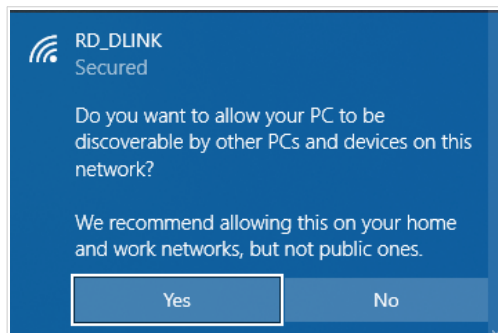 RD_DLINK
Secured
Do you want to allow your PC to be
discoverable by other PCs and devices on this
network?
We recommend allowing this on your home
and work networks, but not public ones.
Yes
No